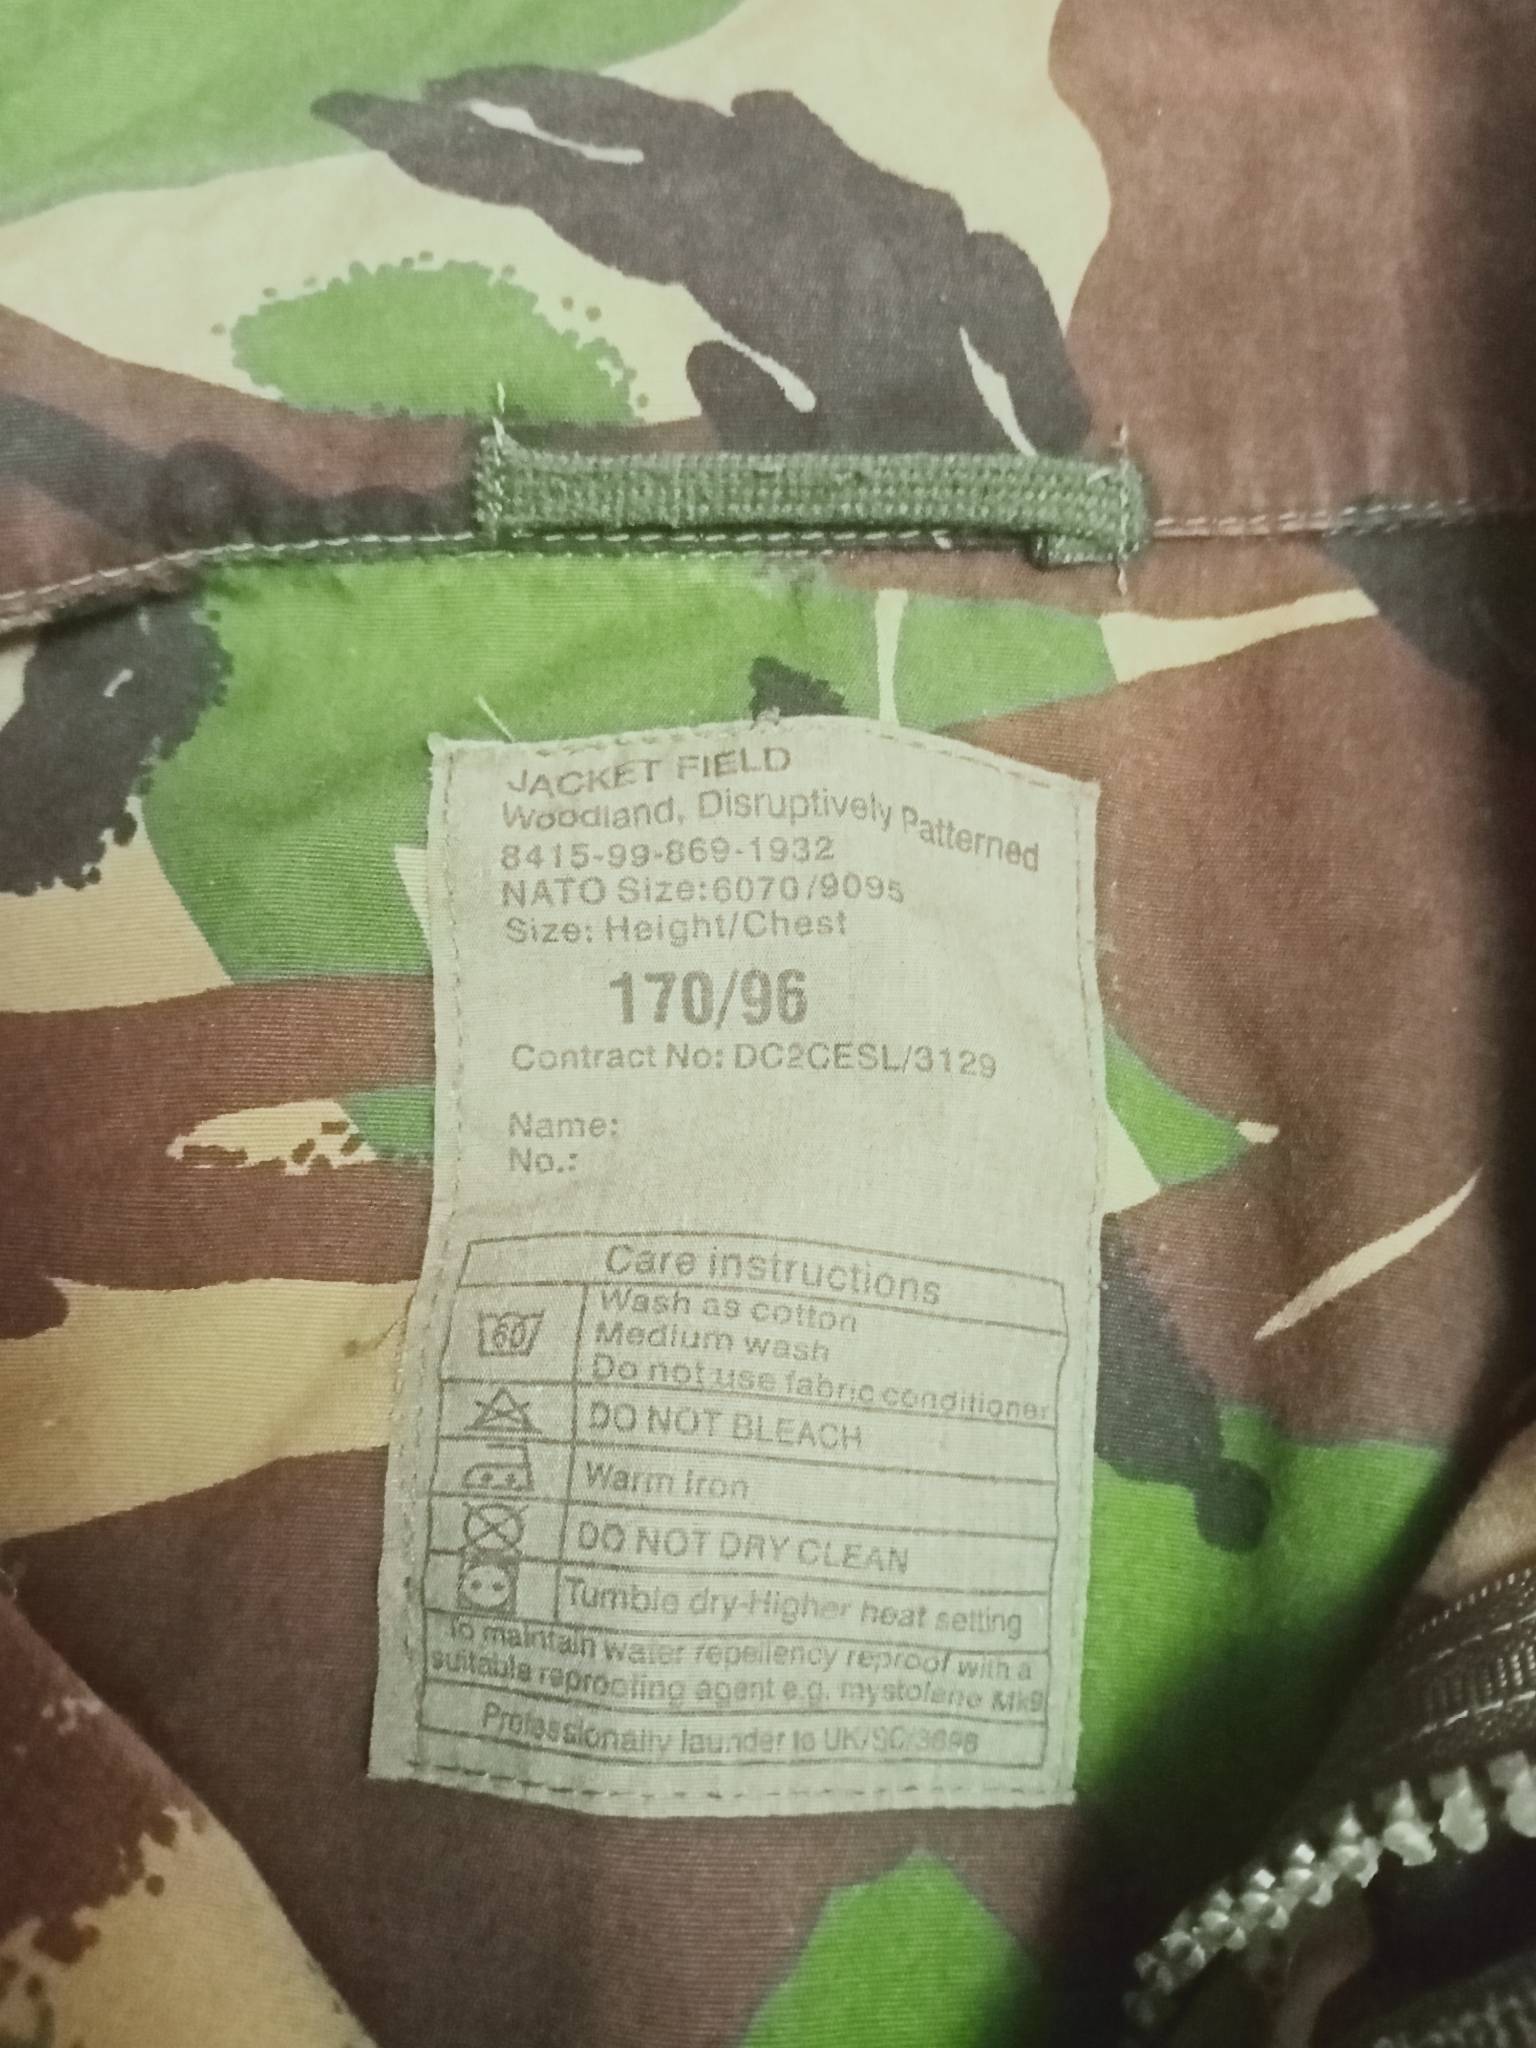 JACKET FIELD
Woodland, Disruptively Patterned
8415-99-869-1932
NATO Size:6070/9095
Size: Height/Chest
170/96
Contract No: DC2CESL/3129
Name:
No.:
Care instructions
60
Wash as cotton
Medium wash
Do not use fabric conditioner
DO NOT BLEACH
Warm iron
DO NOT DRY CLEAN
Tumble dry-Higher heat setting
To maintain water repellency reproof with a
suitable reproofing agent e.g. mystolene Mk9
Professionally launder to UK/SC/